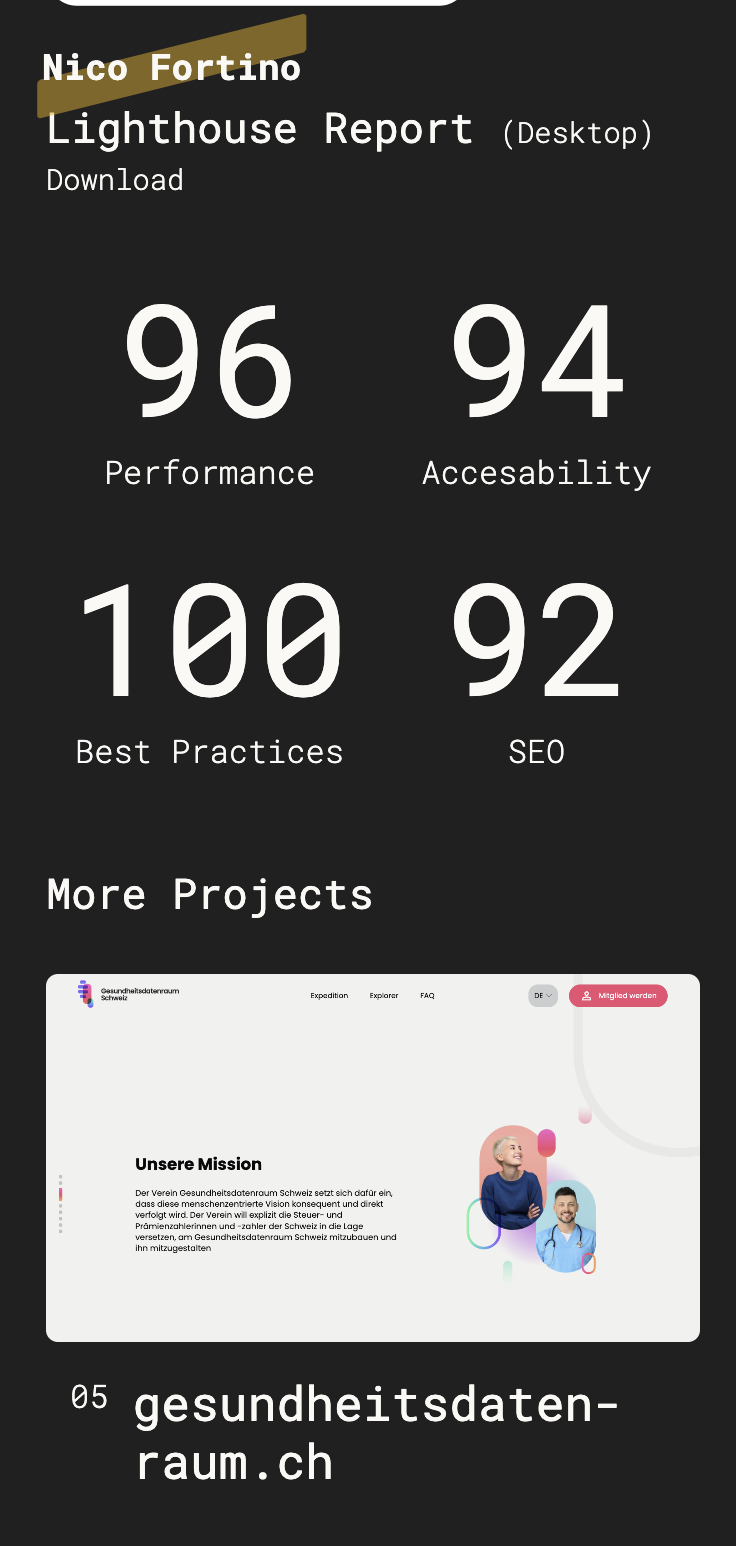 Nico Fortino
Lighthouse Report (Desktop)
Download
96
94
Performance
Accesability
100
92
Best Practices
SEO
More Projects
Gesundheitsdatenraum
Schweiz
Expedition
Explorer
FAQ
DE
Mitglied werden
Unsere Mission
Der Verein Gesundheitsdatenraum Schweiz setzt sich dafür ein,
dass diese menschenzentrierte Vision konsequent und direkt
verfolgt wird. Der Verein will explizit die Steuer- und
Prämienzahlerinnen und -zahler der Schweiz in die Lage
versetzen, am Gesundheitsdatenraum Schweiz mitzubauen und
ihn mitzugestalten
05
gesundheitsdaten-
raum.ch